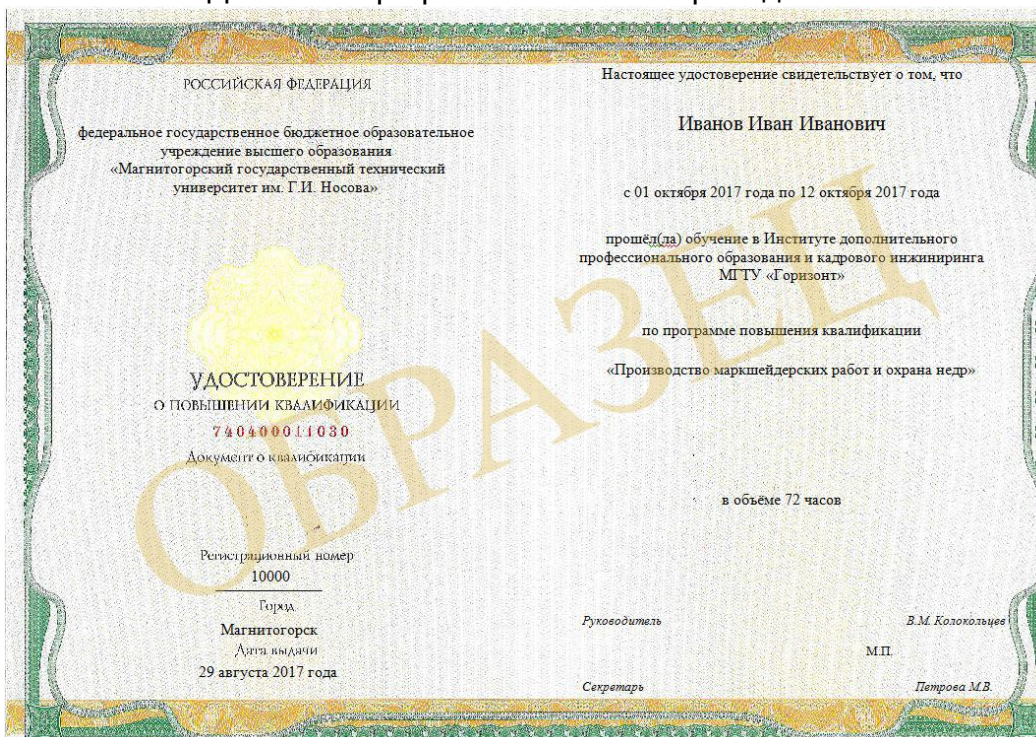 РОССИЙСКАЯ ФЕДЕРАЦИЯ
федеральное государственное бюджетное образовательное
учреждение высшего образования
«Магнитогорский государственный технический
университет им. Г.И. Носова»
УДОСТОВЕРЕНИЕ
О ПОВЫШЕНИИ КВАЛИФИКАЦИИ
740400011030
Документ о квалификации
Регистрационный номер
10000
Город
Магнитогорск
Дата выдачи
29 августа 2017 года
Настоящее удостоверение свидетельствует о том, что
Иванов Иван Иванович
с 01 октября 2017 года по 12 октября 2017 года
прошёл(ла) обучение в Институте дополнительного
профессионального образования и кадрового инжиниринга
МГТУ «Горизонт»
по программе повышения квалификации
«Производство маркшейдерских работ и охрана недр»
в объёме 72 часов
Руководитель В.М. Колокольцев
М.П.
Секретарь Петрова М.В.
ОБРАЗЕЦ